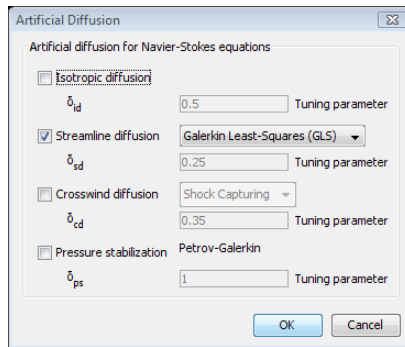 Artificial Diffusion
Artificial diffusion for Navier-Stokes equations
Isotropic diffusion
δid 0.5 Tuning parameter
Streamline diffusion Galerkin Least-Squares (GLS)
δsd 0.25 Tuning parameter
Crosswind diffusion Shock Capturing
δcd 0.35 Tuning parameter
Pressure stabilization Petrov-Galerkin
δps 1 Tuning parameter
OK Cancel